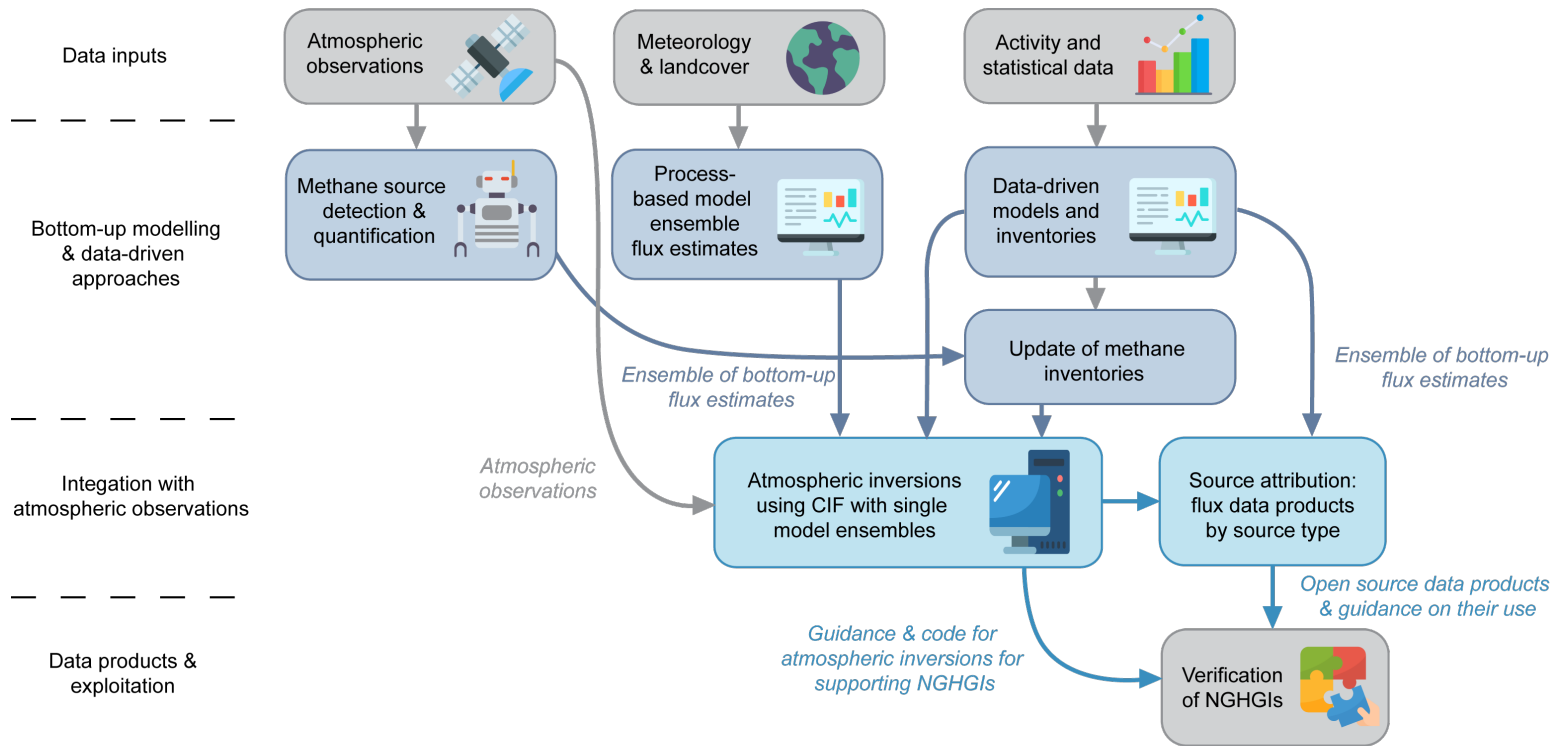 Data inputs
Atmospheric
observations
Meteorology
& landcover
Activity and
statistical data
Bottom-up modelling
& data-driven
approaches
Methane source
detection &
quantification
Process-
based model
ensemble
flux estimates
Data-driven
models and
inventories
Update of methane
inventories
Ensemble of bottom-up
flux estimates
Ensemble of bottom-up
flux estimates
Integation with
atmospheric observations
Atmospheric
observations
Atmospheric inversions
using CIF with single
model ensembles
Source attribution:
flux data products
by source type
Open source data products
& guidance on their use
Data products &
exploitation
Guidance & code for
atmospheric inversions for
supporting NGHGIs
Verification
of NGHGIs